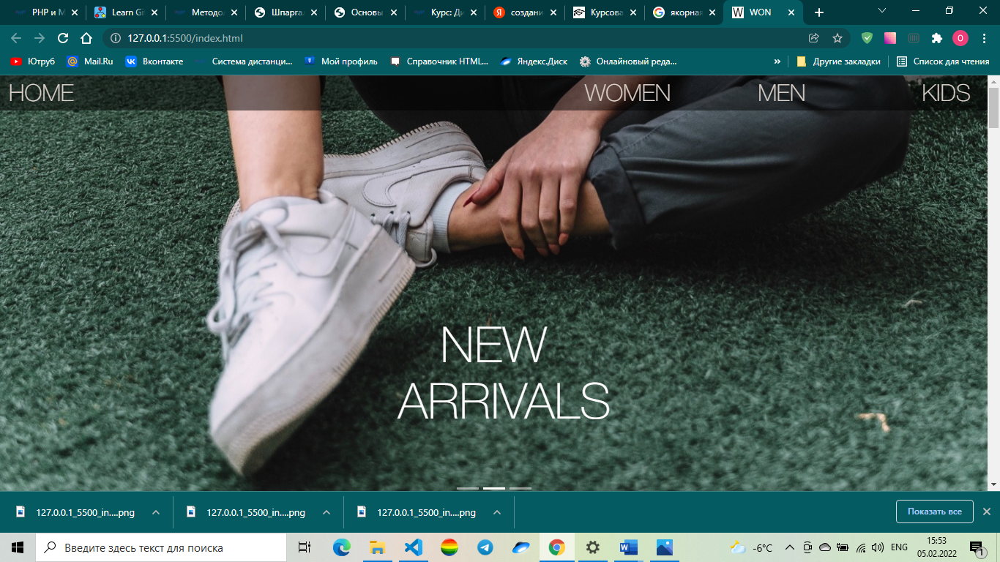 PHP и M
Learn Gi
Методо
Шпарга
Основы
Курс: Ди
создани
Курсова
якорная
WON
127.0.0.1:5500/index.html
Ютруб
Mail.Ru
Вконтакте
Система дистанци...
Мой профиль
Справочник HTML...
Яндекс.Диск
Онлайновый реда...
»
Другие закладки
Список для чтения
HOME
WOMEN
MEN
KIDS
NEW
ARRIVALS
127.0.0.1_5500_in....png
127.0.0.1_5500_in....png
127.0.0.1_5500_in....png
Показать все
Введите здесь текст для поиска
-6°C
ENG
15:53
05.02.2022
1